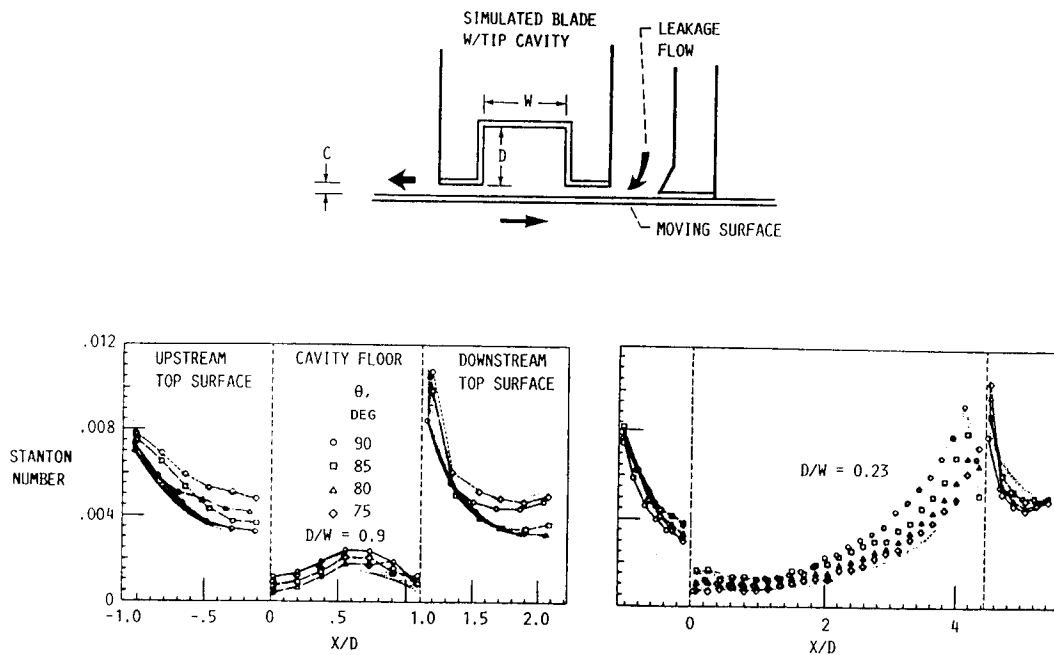 SIMULATED BLADE
W/TIP CAVITY
LEAKAGE
FLOW
W
D
C
MOVING SURFACE
.012
.008
.004
0
STANTON
NUMBER
UPSTREAM
TOP SURFACE
CAVITY FLOOR
θ,
DEG
90
85
80
75
D/W = 0.9
DOWNSTREAM
TOP SURFACE
-1.0
-.5
0
.5
1.0
1.5
2.0
X/D
D/W = 0.23
0
2
4
X/D